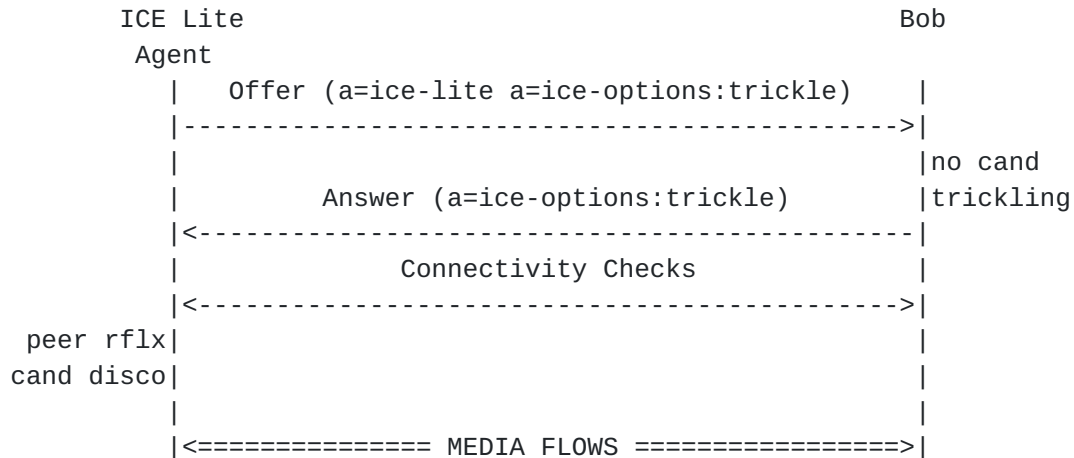 ICE Lite Bob
Agent
| Offer (a=ice-lite a=ice-options:trickle) |
|---------------------------------------------->|
| |no cand
| Answer (a=ice-options:trickle) |trickling
|<----------------------------------------------|
| Connectivity Checks |
|<--------------------------------------------->|
peer rflx| |
cand disco| |
| |
|<=============== MEDIA FLOWS =================>|